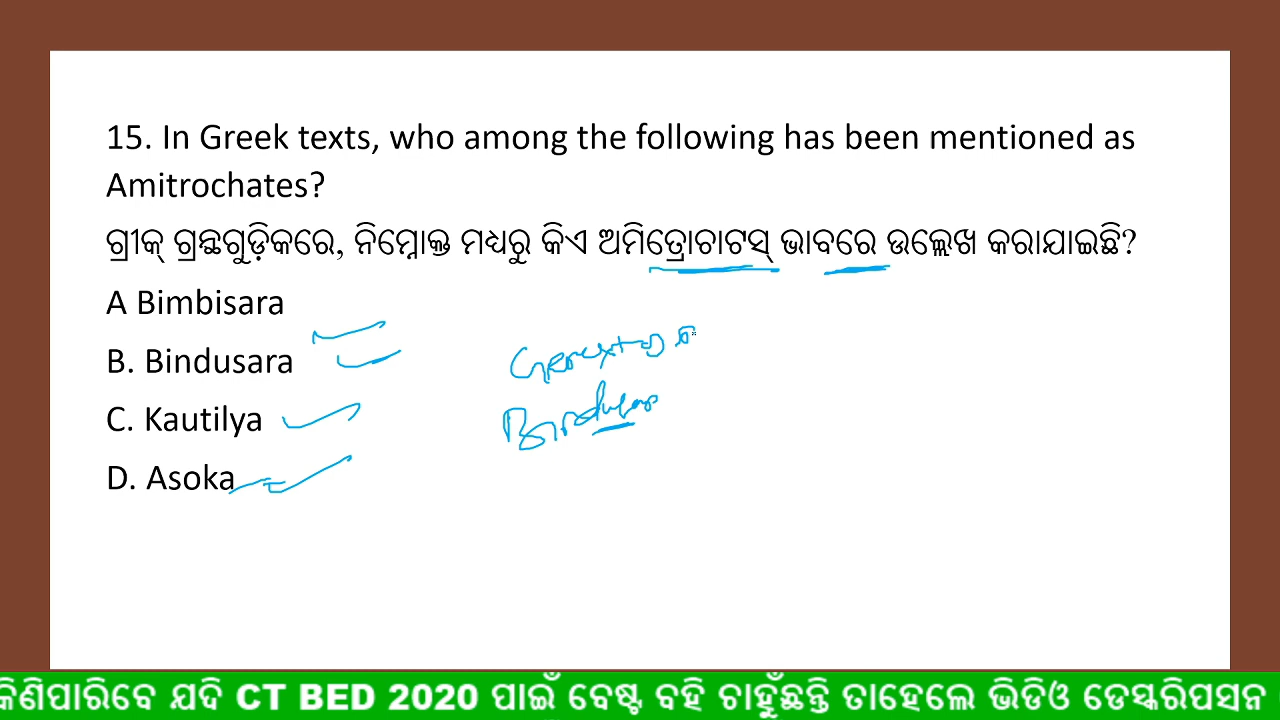 15. In Greek texts, who among the following has been mentioned as
Amitrochates?
ଗ୍ରୀକ୍ ଗ୍ରନ୍ଥଗୁଡ଼ିକରେ, ନିମ୍ନୋକ୍ତ ମଧ୍ୟରୁ କିଏ ଅମିତ୍ରୋଚାଟସ୍ ଭାବରେ ଉଲ୍ଲେଖ କରାଯାଇଛି?
A Bimbisara
B. Bindusara
C. Kautilya
D. Asoka
କିଣିପାରିବେ ଯଦି CT BED 2020 ପାଇଁ ବେଷ୍ଟ ବହି ଚାହୁଁଛନ୍ତି ତାହେଲେ ଭିଡିଓ ଡେସ୍କରିପସନ